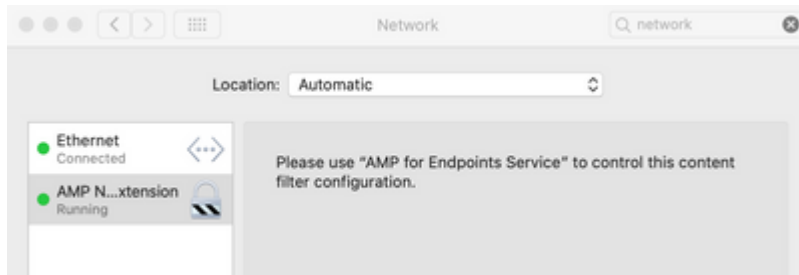 Network
network
Location: Automatic
Ethernet
Connected
AMP N...xtension
Running
Please use "AMP for Endpoints Service" to control this content
filter configuration.